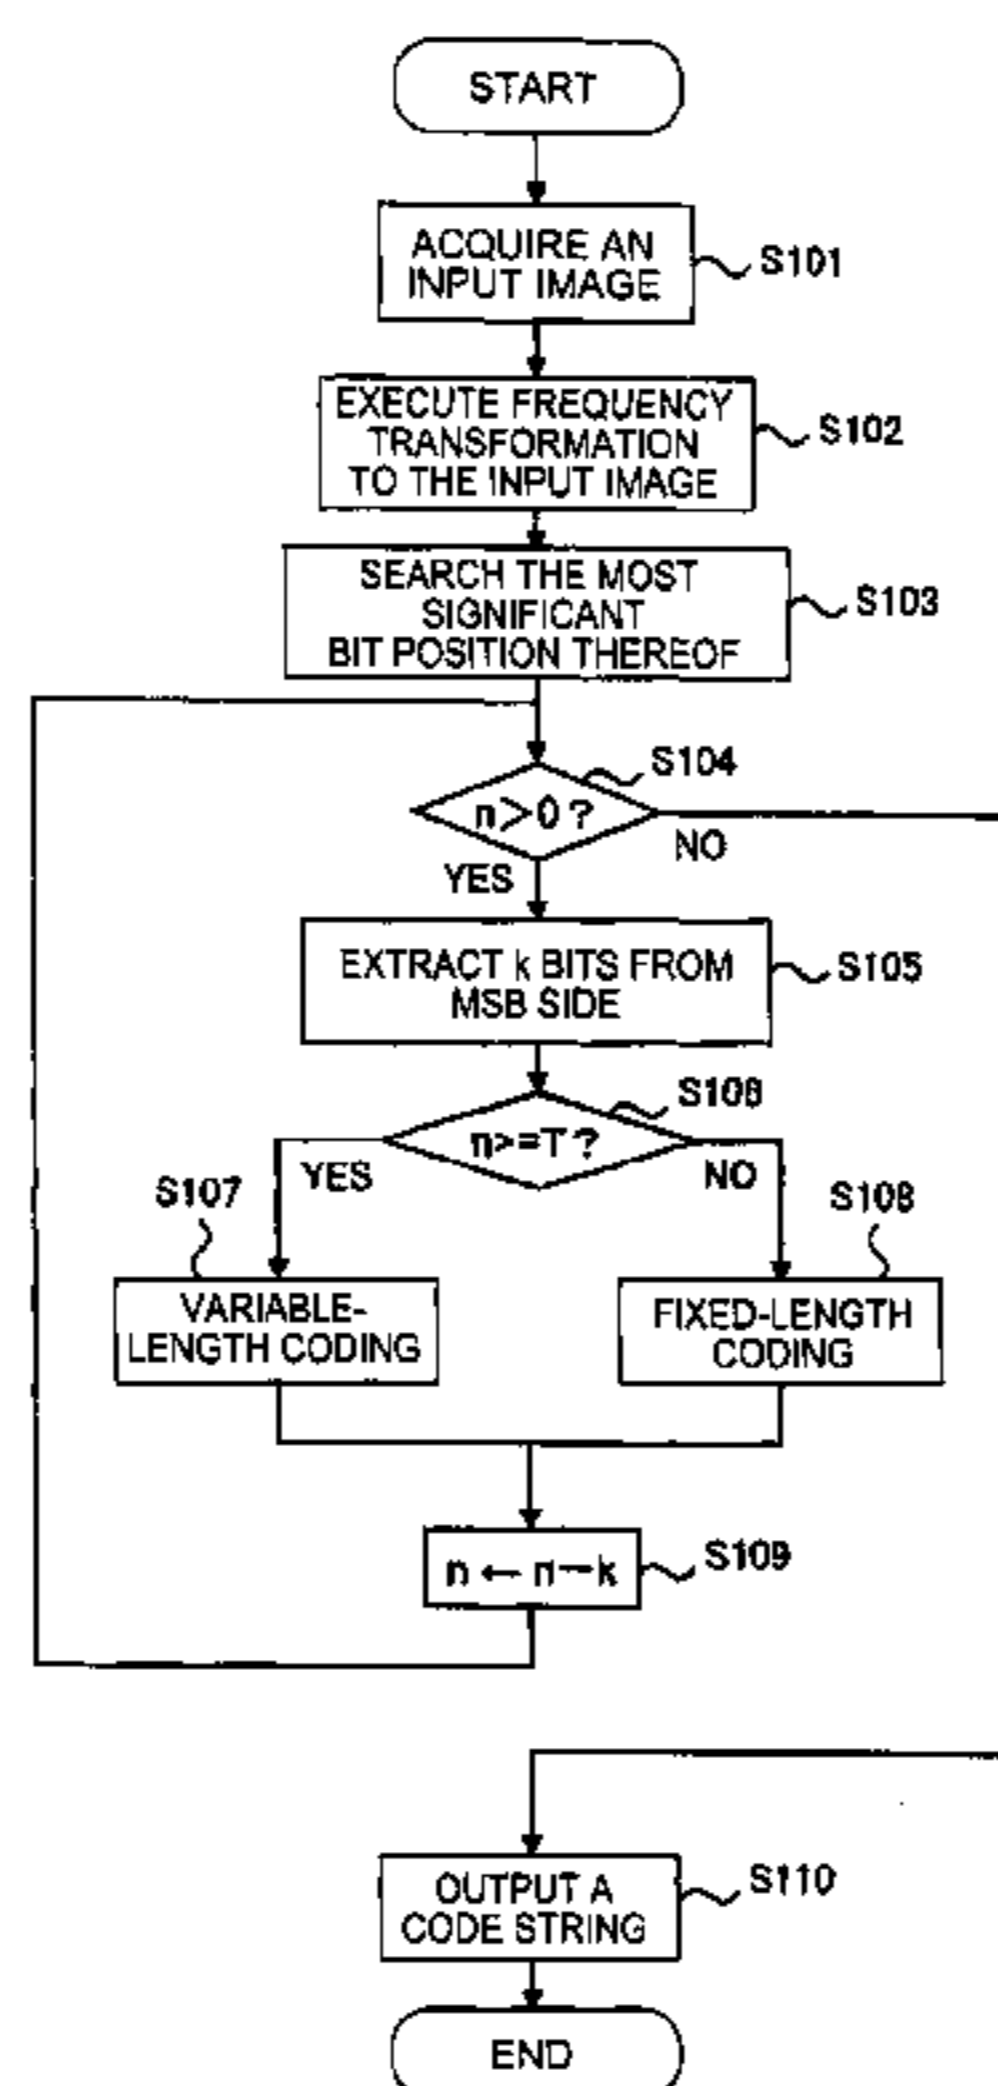 START
ACQUIRE AN
INPUT IMAGE
S101
EXECUTE FREQUENCY
TRANSFORMATION
TO THE INPUT IMAGE
S102
SEARCH THE MOST
SIGNIFICANT
BIT POSITION THEREOF
S103
S104
n>0?
NO
YES
EXTRACT k BITS FROM
MSB SIDE
S105
S106
n>=T?
YES
NO
S107
S108
VARIABLE-
LENGTH CODING
FIXED-LENGTH
CODING
n ← n−k
S109
OUTPUT A
CODE STRING
S110
END